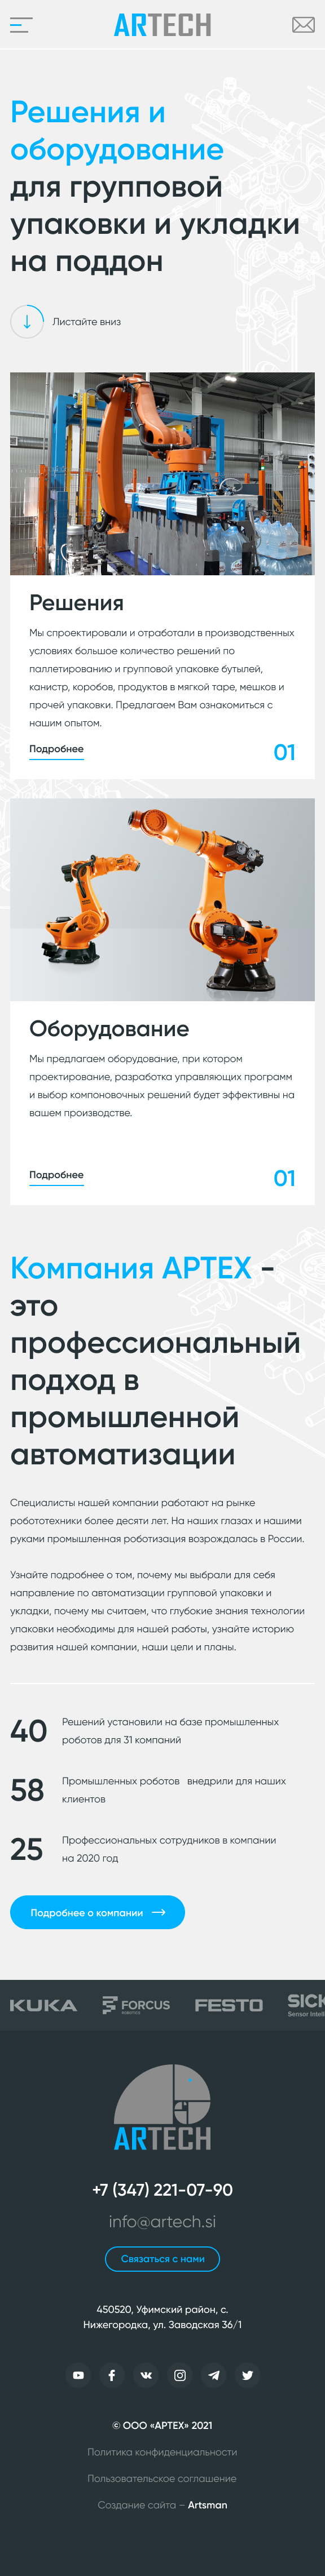 ARTECH
Решения и
оборудование
для групповой
упаковки и укладки
на поддон
Листайте вниз
Решения
Мы спроектировали и отработали в производственных
условиях большое количество решений по
паллетированию и групповой упаковке бутылей,
канистр, коробов, продуктов в мягкой таре, мешков и
прочей упаковки. Предлагаем Вам ознакомиться с
нашим опытом.
Подробнее 01
Оборудование
Мы предлагаем оборудование, при котором
проектирование, разработка управляющих программ
и выбор компоновочных решений будет эффективны на
вашем производстве.
Подробнее 01
Компания АРТЕХ -
это
профессиональный
подход в
промышленной
автоматизации
Специалисты нашей компании работают на рынке
робототехники более десяти лет. На наших глазах и нашими
руками промышленная роботизация возрождалась в России.
Узнайте подробнее о том, почему мы выбрали для себя
направление по автоматизации групповой упаковки и
укладки, почему мы считаем, что глубокие знания технологии
упаковки необходимы для нашей работы, узнайте историю
развития нашей компании, наши цели и планы.
40 Решений установили на базе промышленных
роботов для 31 компаний
58 Промышленных роботов внедрили для наших
клиентов
25 Профессиональных сотрудников в компании
на 2020 год
Подробнее о компании
KUKA FORCUS ROBOTICS FESTO SICK
Sensor Intelli
ARTECH
+7 (347) 221-07-90
info@artech.si
Связаться с нами
450520, Уфимский район, с.
Нижегородка, ул. Заводская 36/1
© ООО «АРТЕХ» 2021
Политика конфиденциальности
Пользовательское соглашение
Создание сайта – Artsman